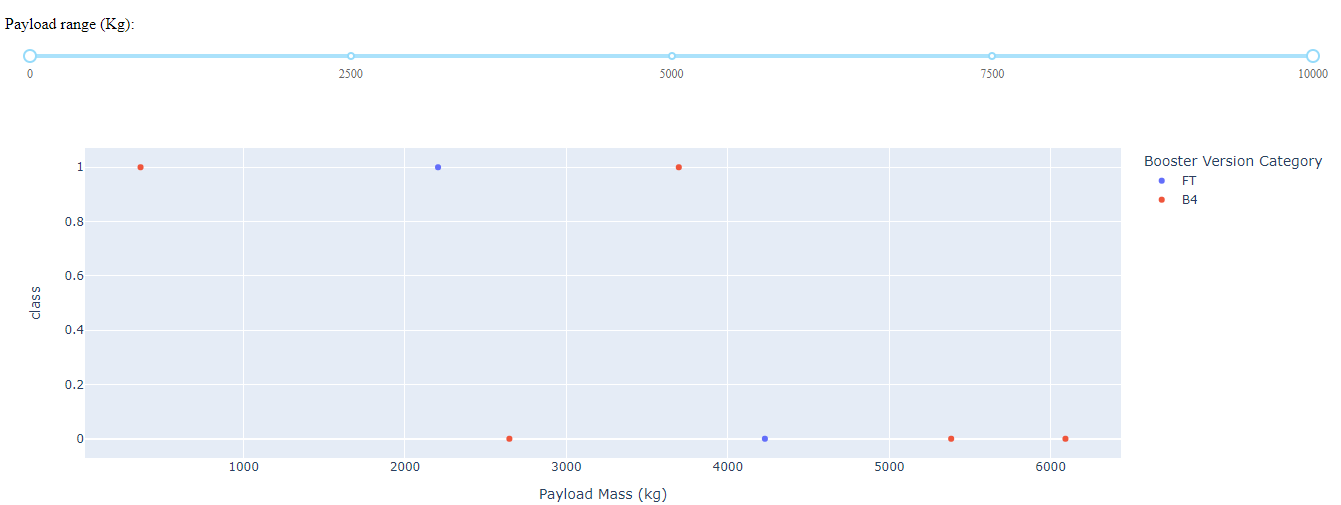 Payload range (Kg):
0 2500 5000 7500 10000
Booster Version Category
FT
B4
1
0.8
0.6
0.4
0.2
0
class
1000 2000 3000 4000 5000 6000
Payload Mass (kg)